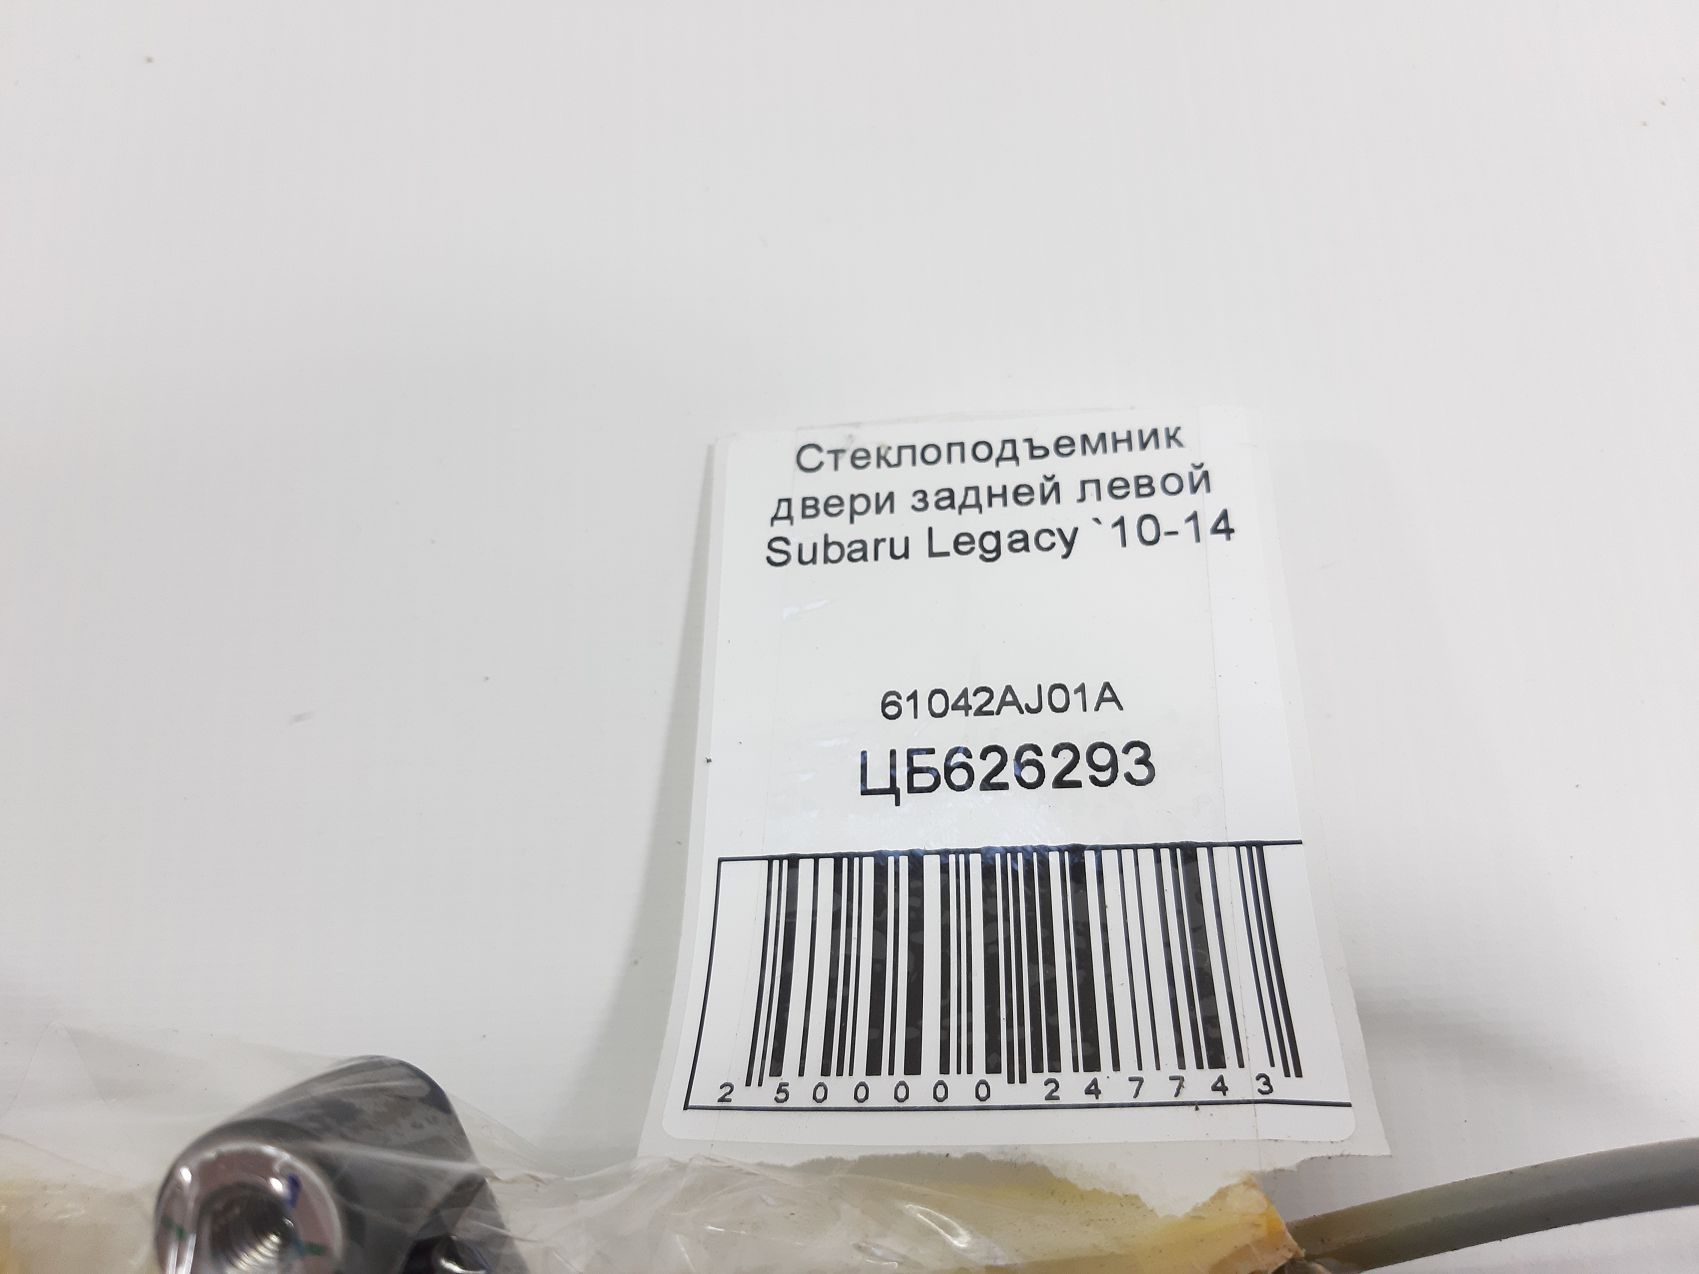 Стеклоподъемник
двери задней левой
Subaru Legacy `10-14
61042AJ01A
ЦБ626293
2 500000 247743